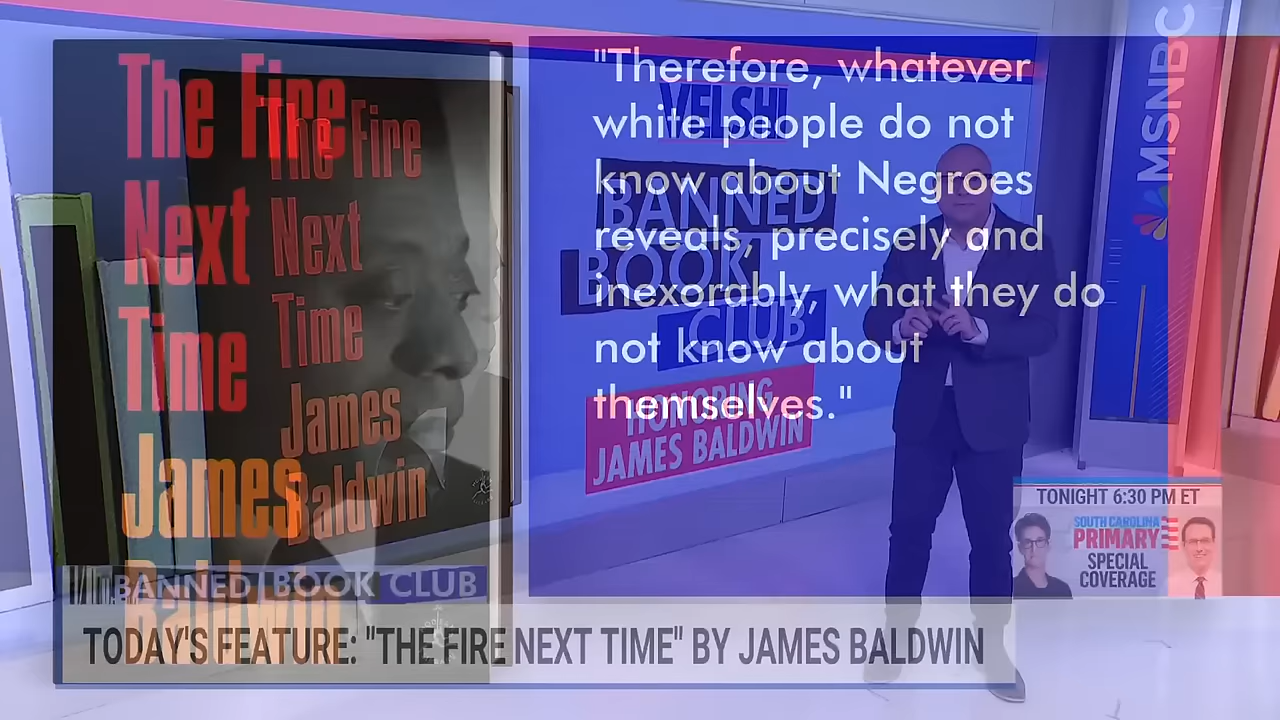 The Fire
Next
Time
James
Baldwin
The Fire
Next
Time
James
Baldwin
"Therefore, whatever
white people do not
know about Negroes
reveals, precisely and
inexorably, what they do
not know about
themselves."
VELSHI
BANNED
BOOK
CLUB
HONORING
JAMES BALDWIN
MSNBC
TONIGHT 6:30 PM ET
SOUTH CAROLINA
PRIMARY
SPECIAL
COVERAGE
BANNED BOOK CLUB
TODAY'S FEATURE: "THE FIRE NEXT TIME" BY JAMES BALDWIN